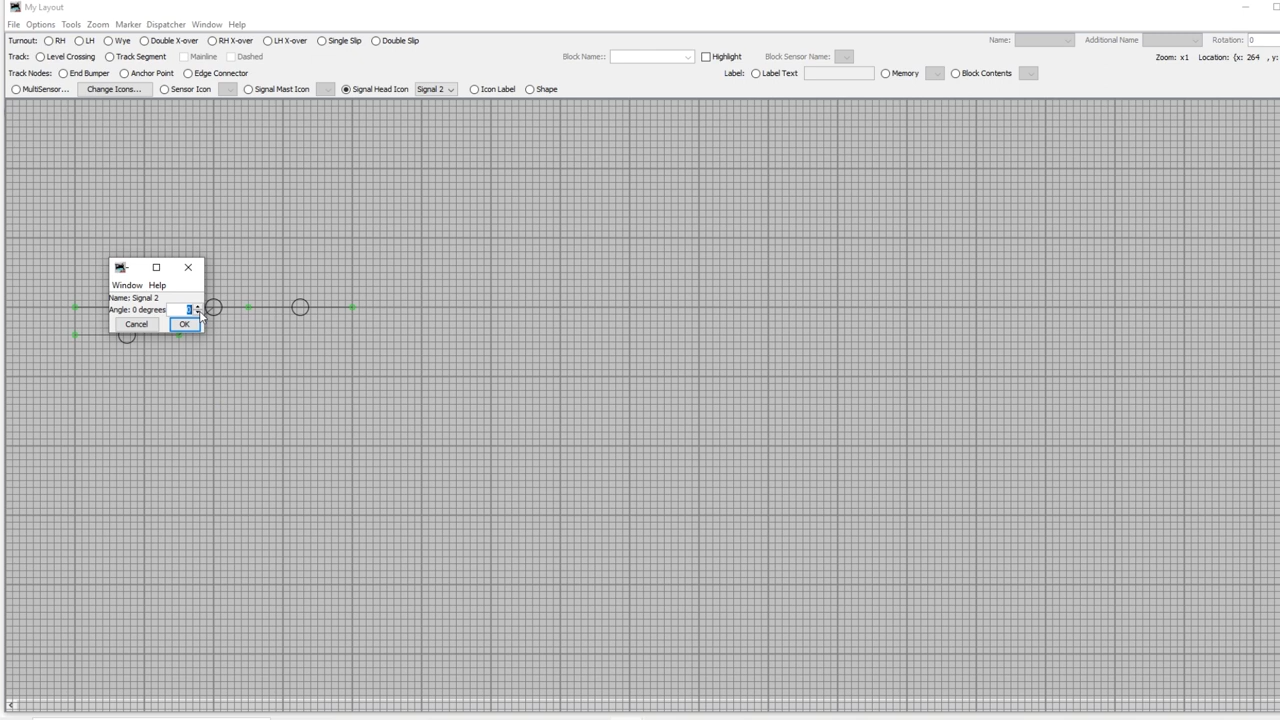 My Layout
File Options Tools Zoom Marker Dispatcher Window Help
Turnout: RH LH Wye Double X-over RH X-over LH X-over Single Slip Double Slip Name: Additional Name Rotation: 0
Track: Level Crossing Track Segment Mainline Dashed Block Name:: Highlight Block Sensor Name: Zoom: x1 Location: {x: 264 , y:
Track Nodes: End Bumper Anchor Point Edge Connector Label: Label Text Memory Block Contents
MultiSensor... Change Icons... Sensor Icon Signal Mast Icon Signal Head Icon Signal 2 Icon Label Shape
Window Help
Name: Signal 2
Angle: 0 degrees 0
Cancel OK